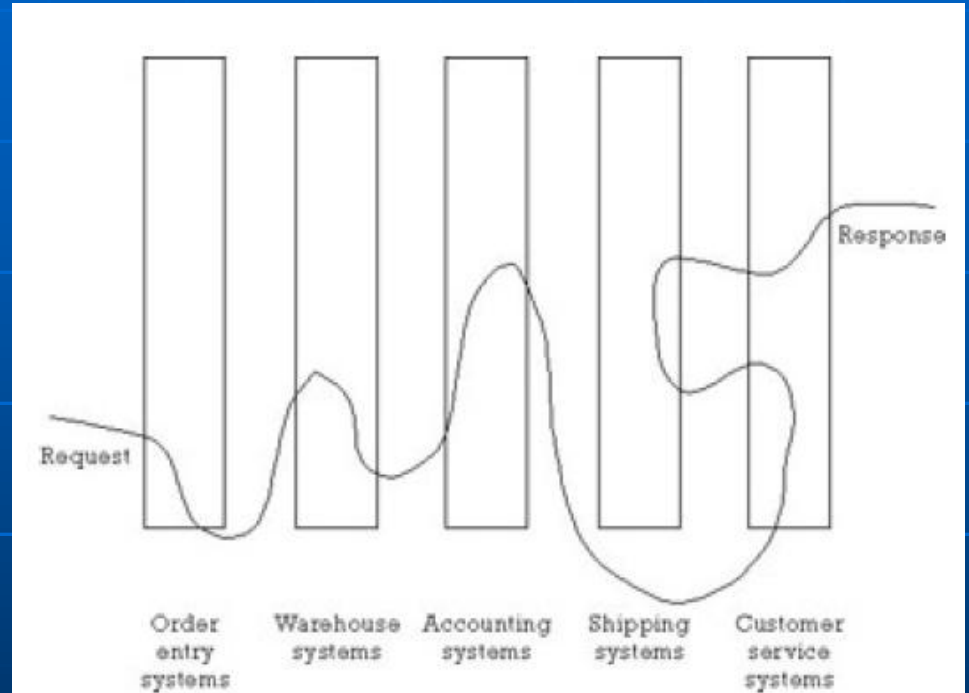 Response
Request
Order
entry
systems
Warehouse
systems
Accounting
systems
Shipping
systems
Customer
service
systems